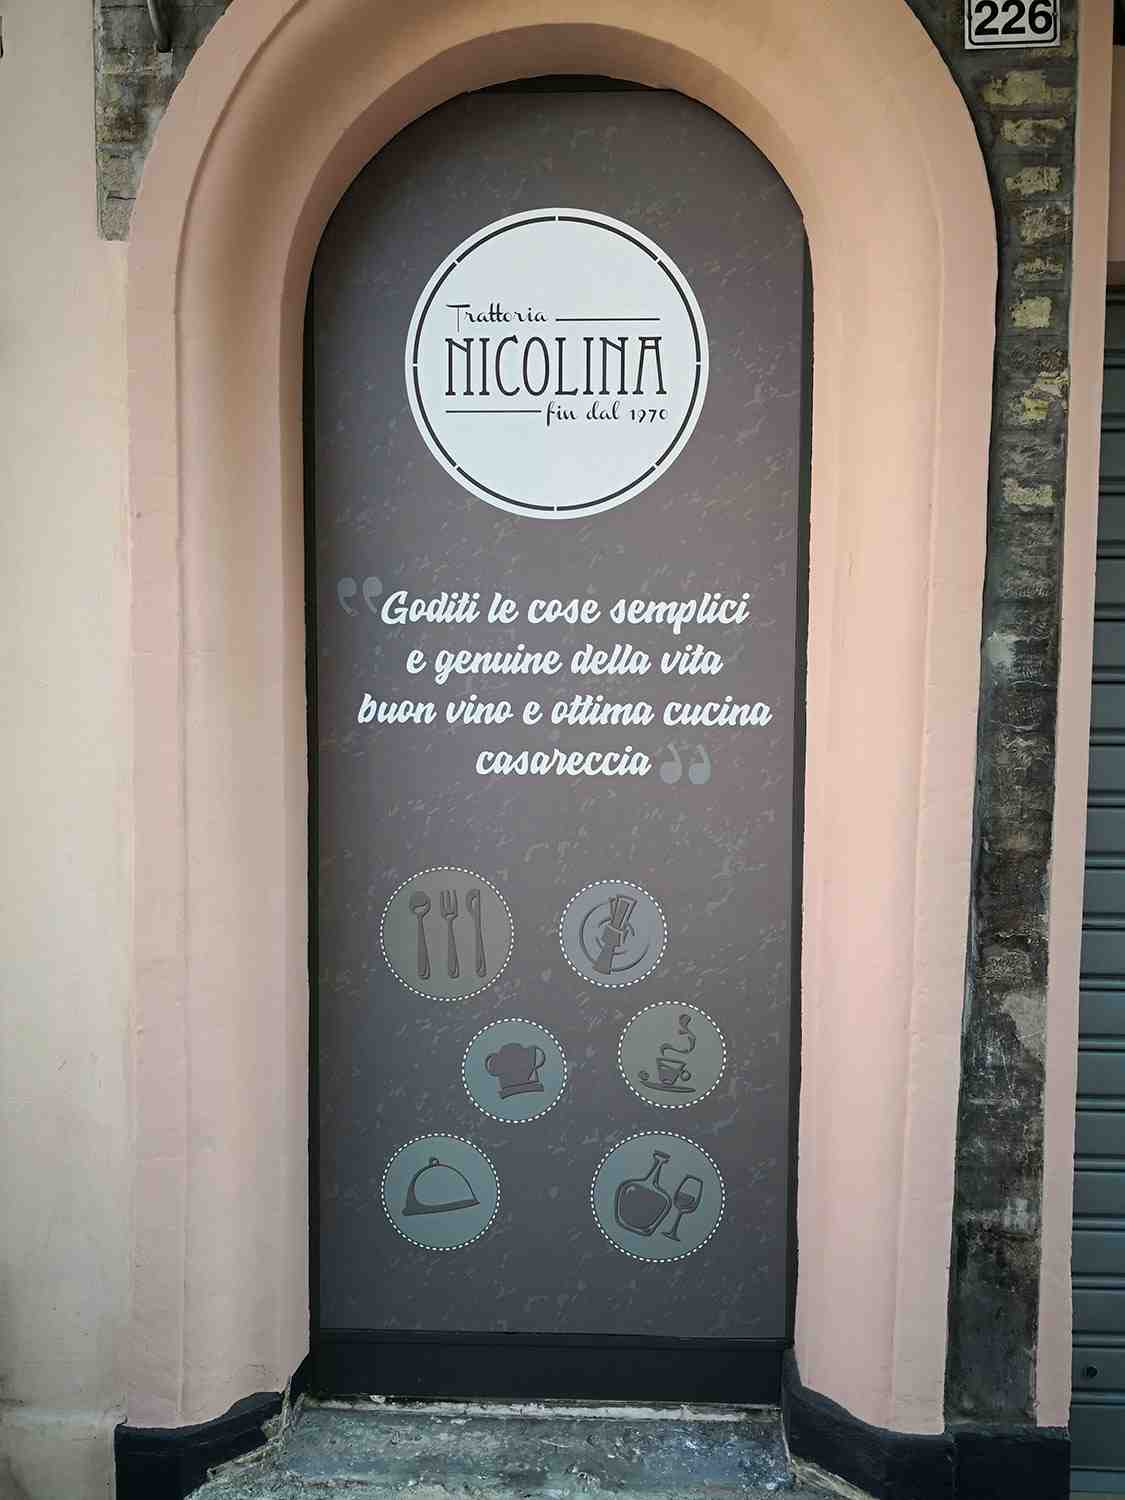 226
Trattoria
NICOLINA
fin dal 1970
"Goditi le cose semplici
e genuine della vita
buon vino e ottima cucina
casareccia"